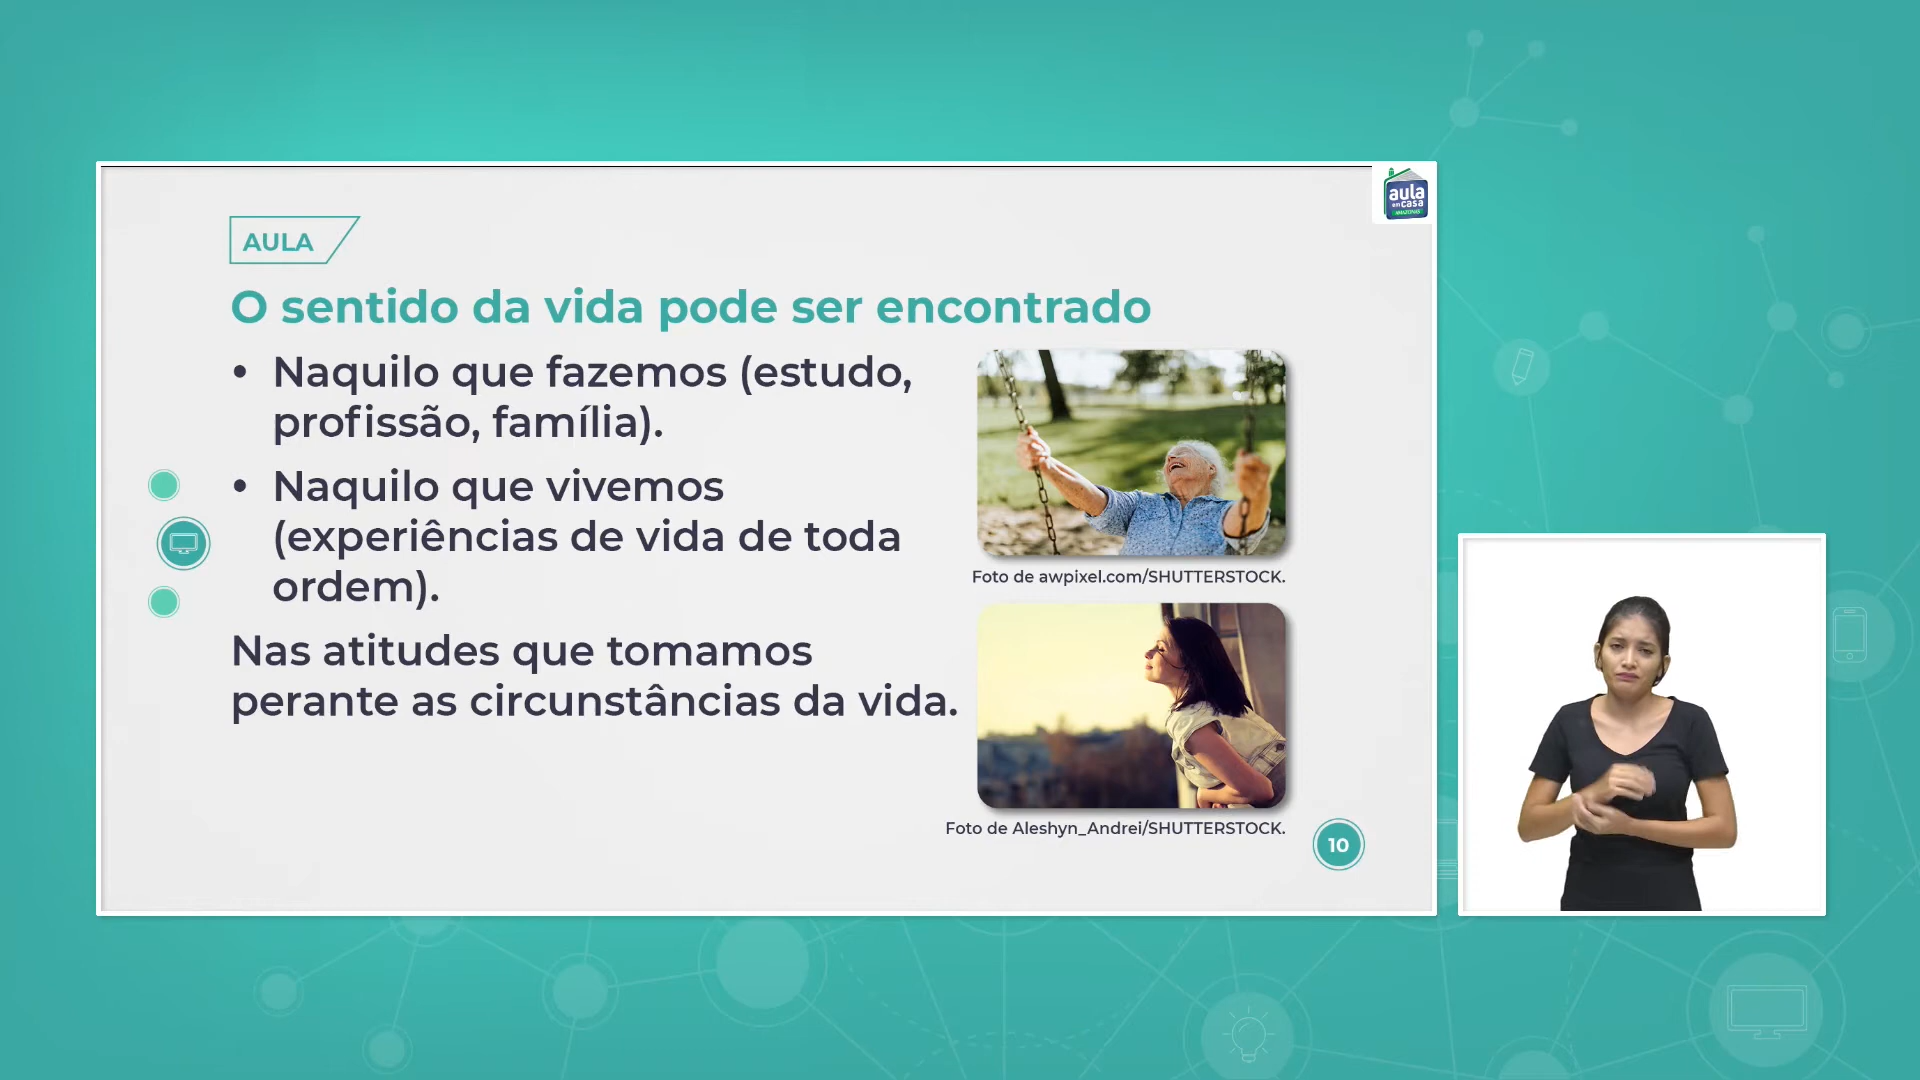 aula
em casa
AMAZONAS
AULA
O sentido da vida pode ser encontrado
• Naquilo que fazemos (estudo,
profissão, família).
• Naquilo que vivemos
(experiências de vida de toda
ordem).
Nas atitudes que tomamos
perante as circunstâncias da vida.
Foto de awpixel.com/SHUTTERSTOCK.
Foto de Aleshyn_Andrei/SHUTTERSTOCK.
10